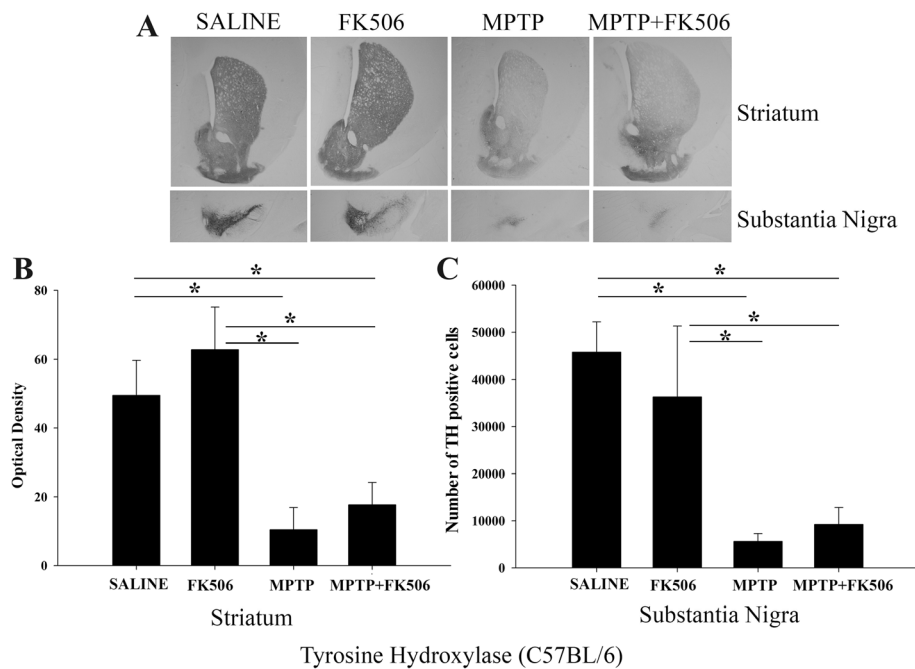 A
SALINE FK506 MPTP MPTP+FK506
Striatum
Substantia Nigra
B
* * * *
80
60
40
20
0
Optical Density
SALINE FK506 MPTP MPTP+FK506
Striatum
C
* * * *
60000
50000
40000
30000
20000
10000
0
Number of TH positive cells
SALINE FK506 MPTP MPTP+FK506
Substantia Nigra
Tyrosine Hydroxylase (C57BL/6)